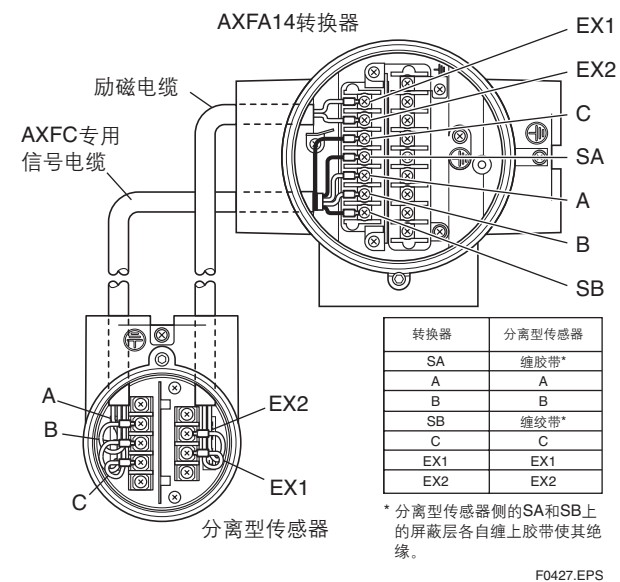 AXFA14转换器
EX1
EX2
C
SA
A
B
SB
励磁电缆
AXFC专用
信号电缆
A
B
C
EX2
EX1
分离型传感器
转换器 分离型传感器
SA 缠胶带*
A A
B B
SB 缠绞带*
C C
EX1 EX1
EX2 EX2
* 分离型传感器侧的SA和SB上
的屏蔽层各自缠上胶带使其绝
缘。
F0427.EPS